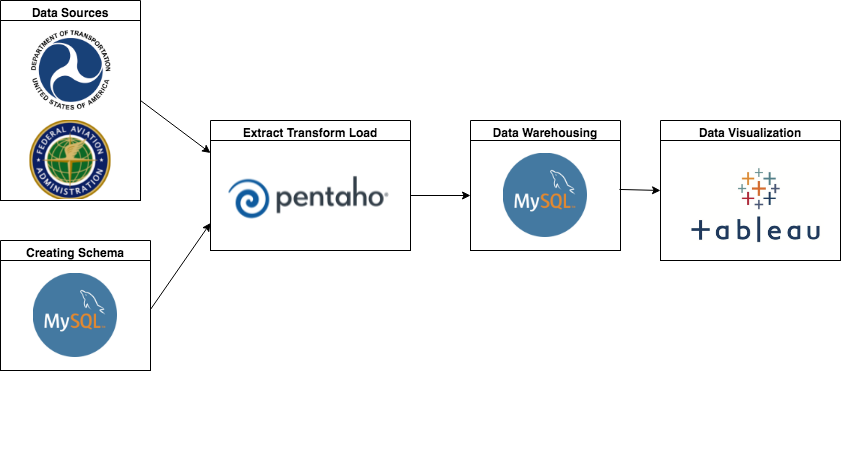 Data Sources
DEPARTMENT OF TRANSPORTATION
UNITED STATES OF AMERICA
FEDERAL AVIATION
ADMINISTRATION
Creating Schema
MySQL
Extract Transform Load
pentaho
Data Warehousing
MySQL
Data Visualization
+ableau